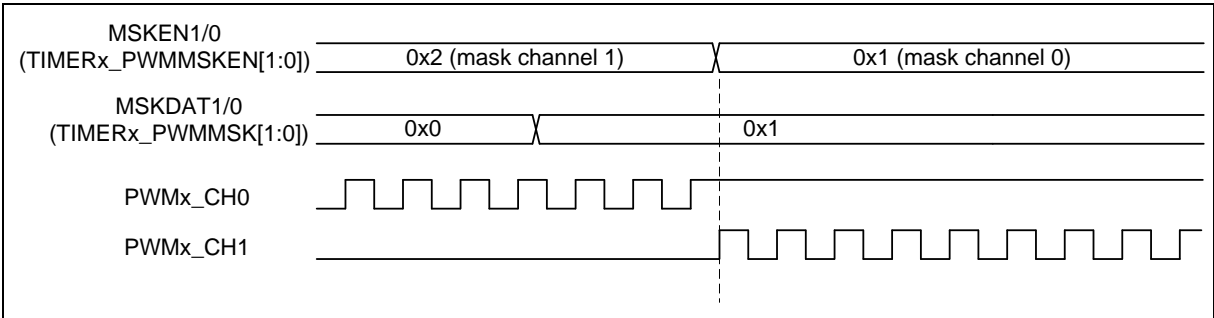 MSKEN1/0
(TIMERx_PWMMSKEN[1:0])
0x2 (mask channel 1)
0x1 (mask channel 0)
MSKDAT1/0
(TIMERx_PWMMSK[1:0])
0x0
0x1
PWMx_CH0
PWMx_CH1